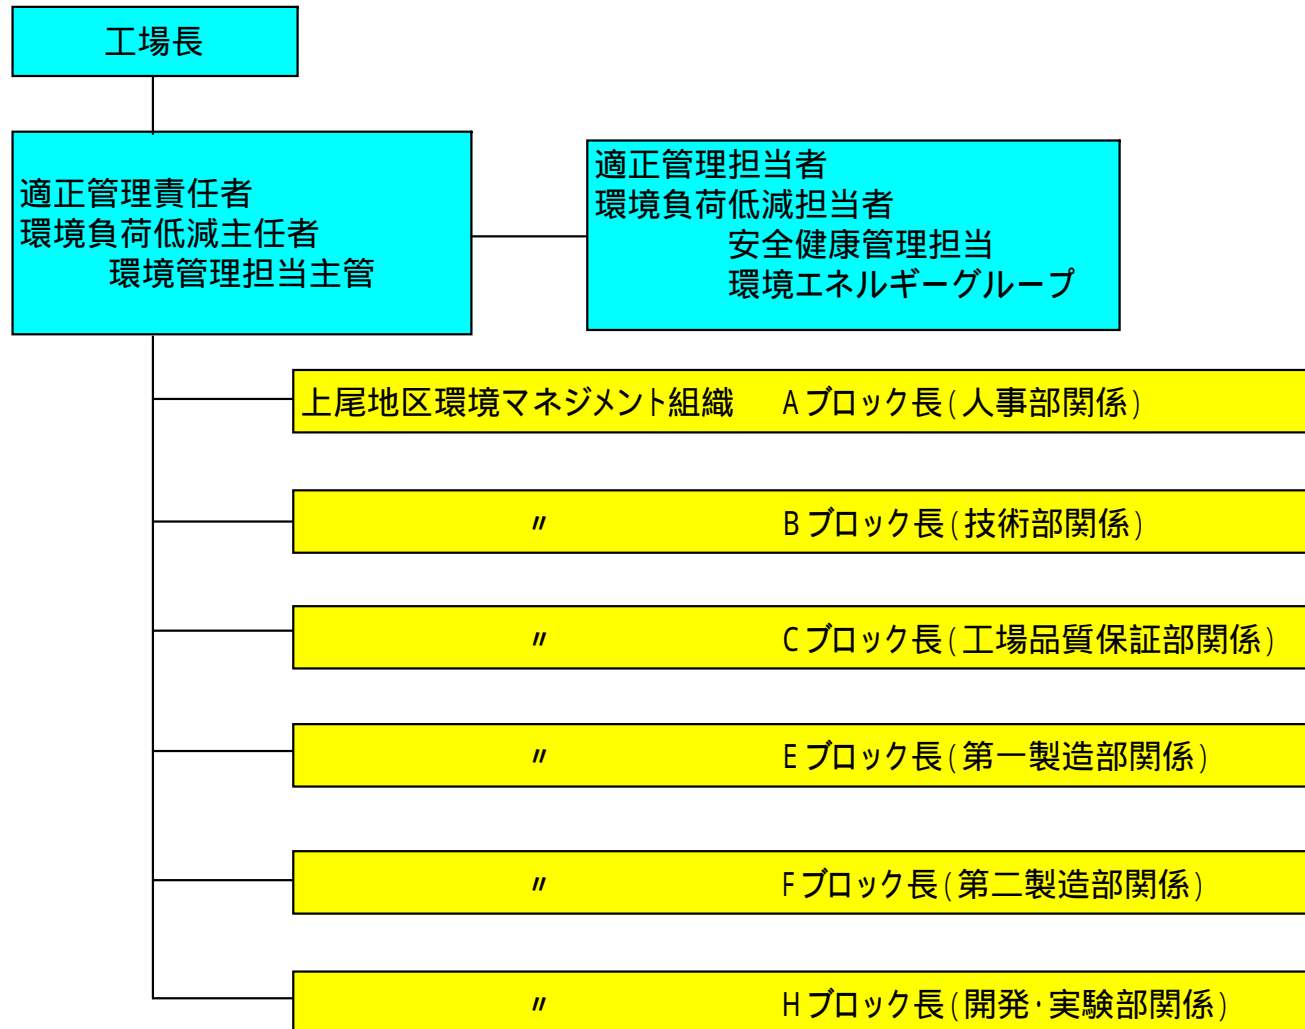 工場長
適正管理責任者
環境負荷低減主任者
環境管理担当主管
適正管理担当者
環境負荷低減担当者
安全健康管理担当
環境エネルギーグループ
上尾地区環境マネジメント組織 Aブロック長(人事部関係)
〃 Bブロック長(技術部関係)
〃 Cブロック長(工場品質保証部関係)
〃 Eブロック長(第一製造部関係)
〃 Fブロック長(第二製造部関係)
〃 Hブロック長(開発・実験部関係)